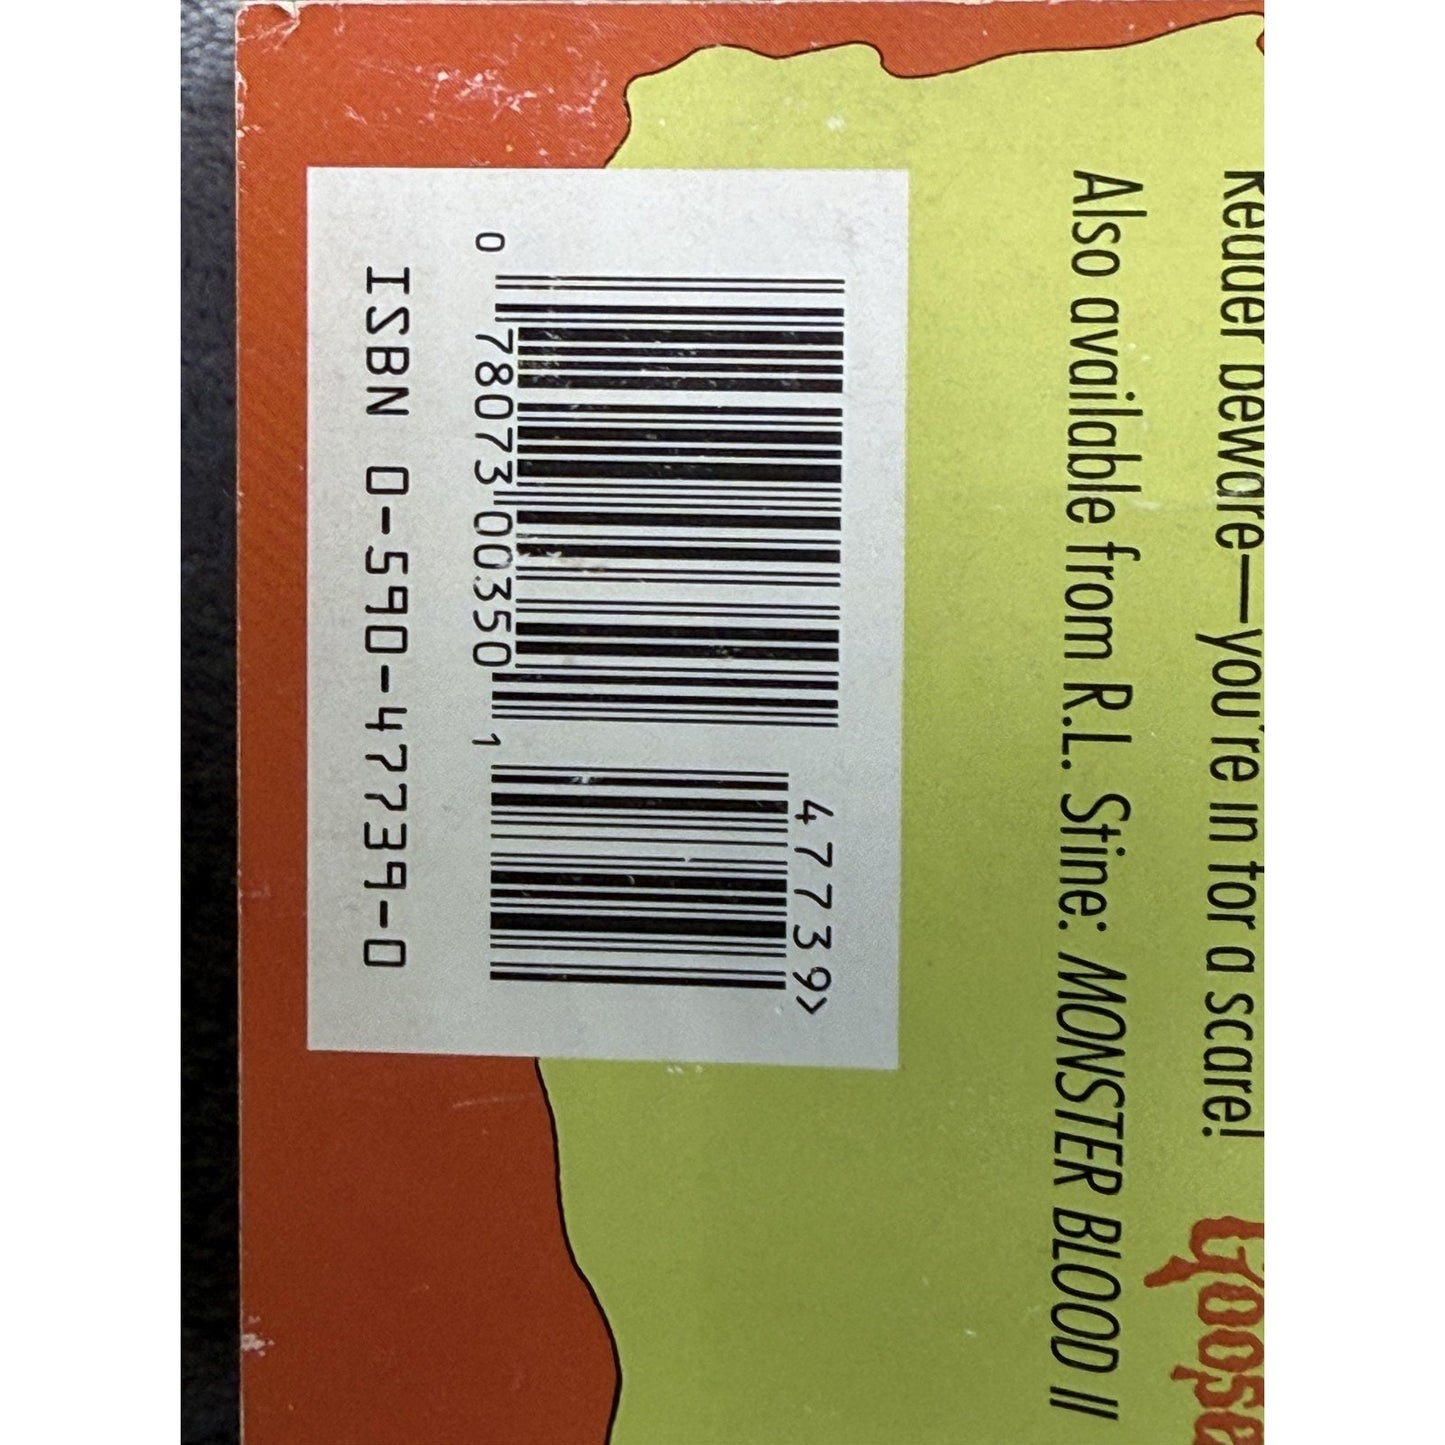 Goose
Reader beware—you're in for a scare!
Also available from R.L. Stine: MONSTER BLOOD II
47739>
0 78073 00350 1
ISBN 0-590-47739-0